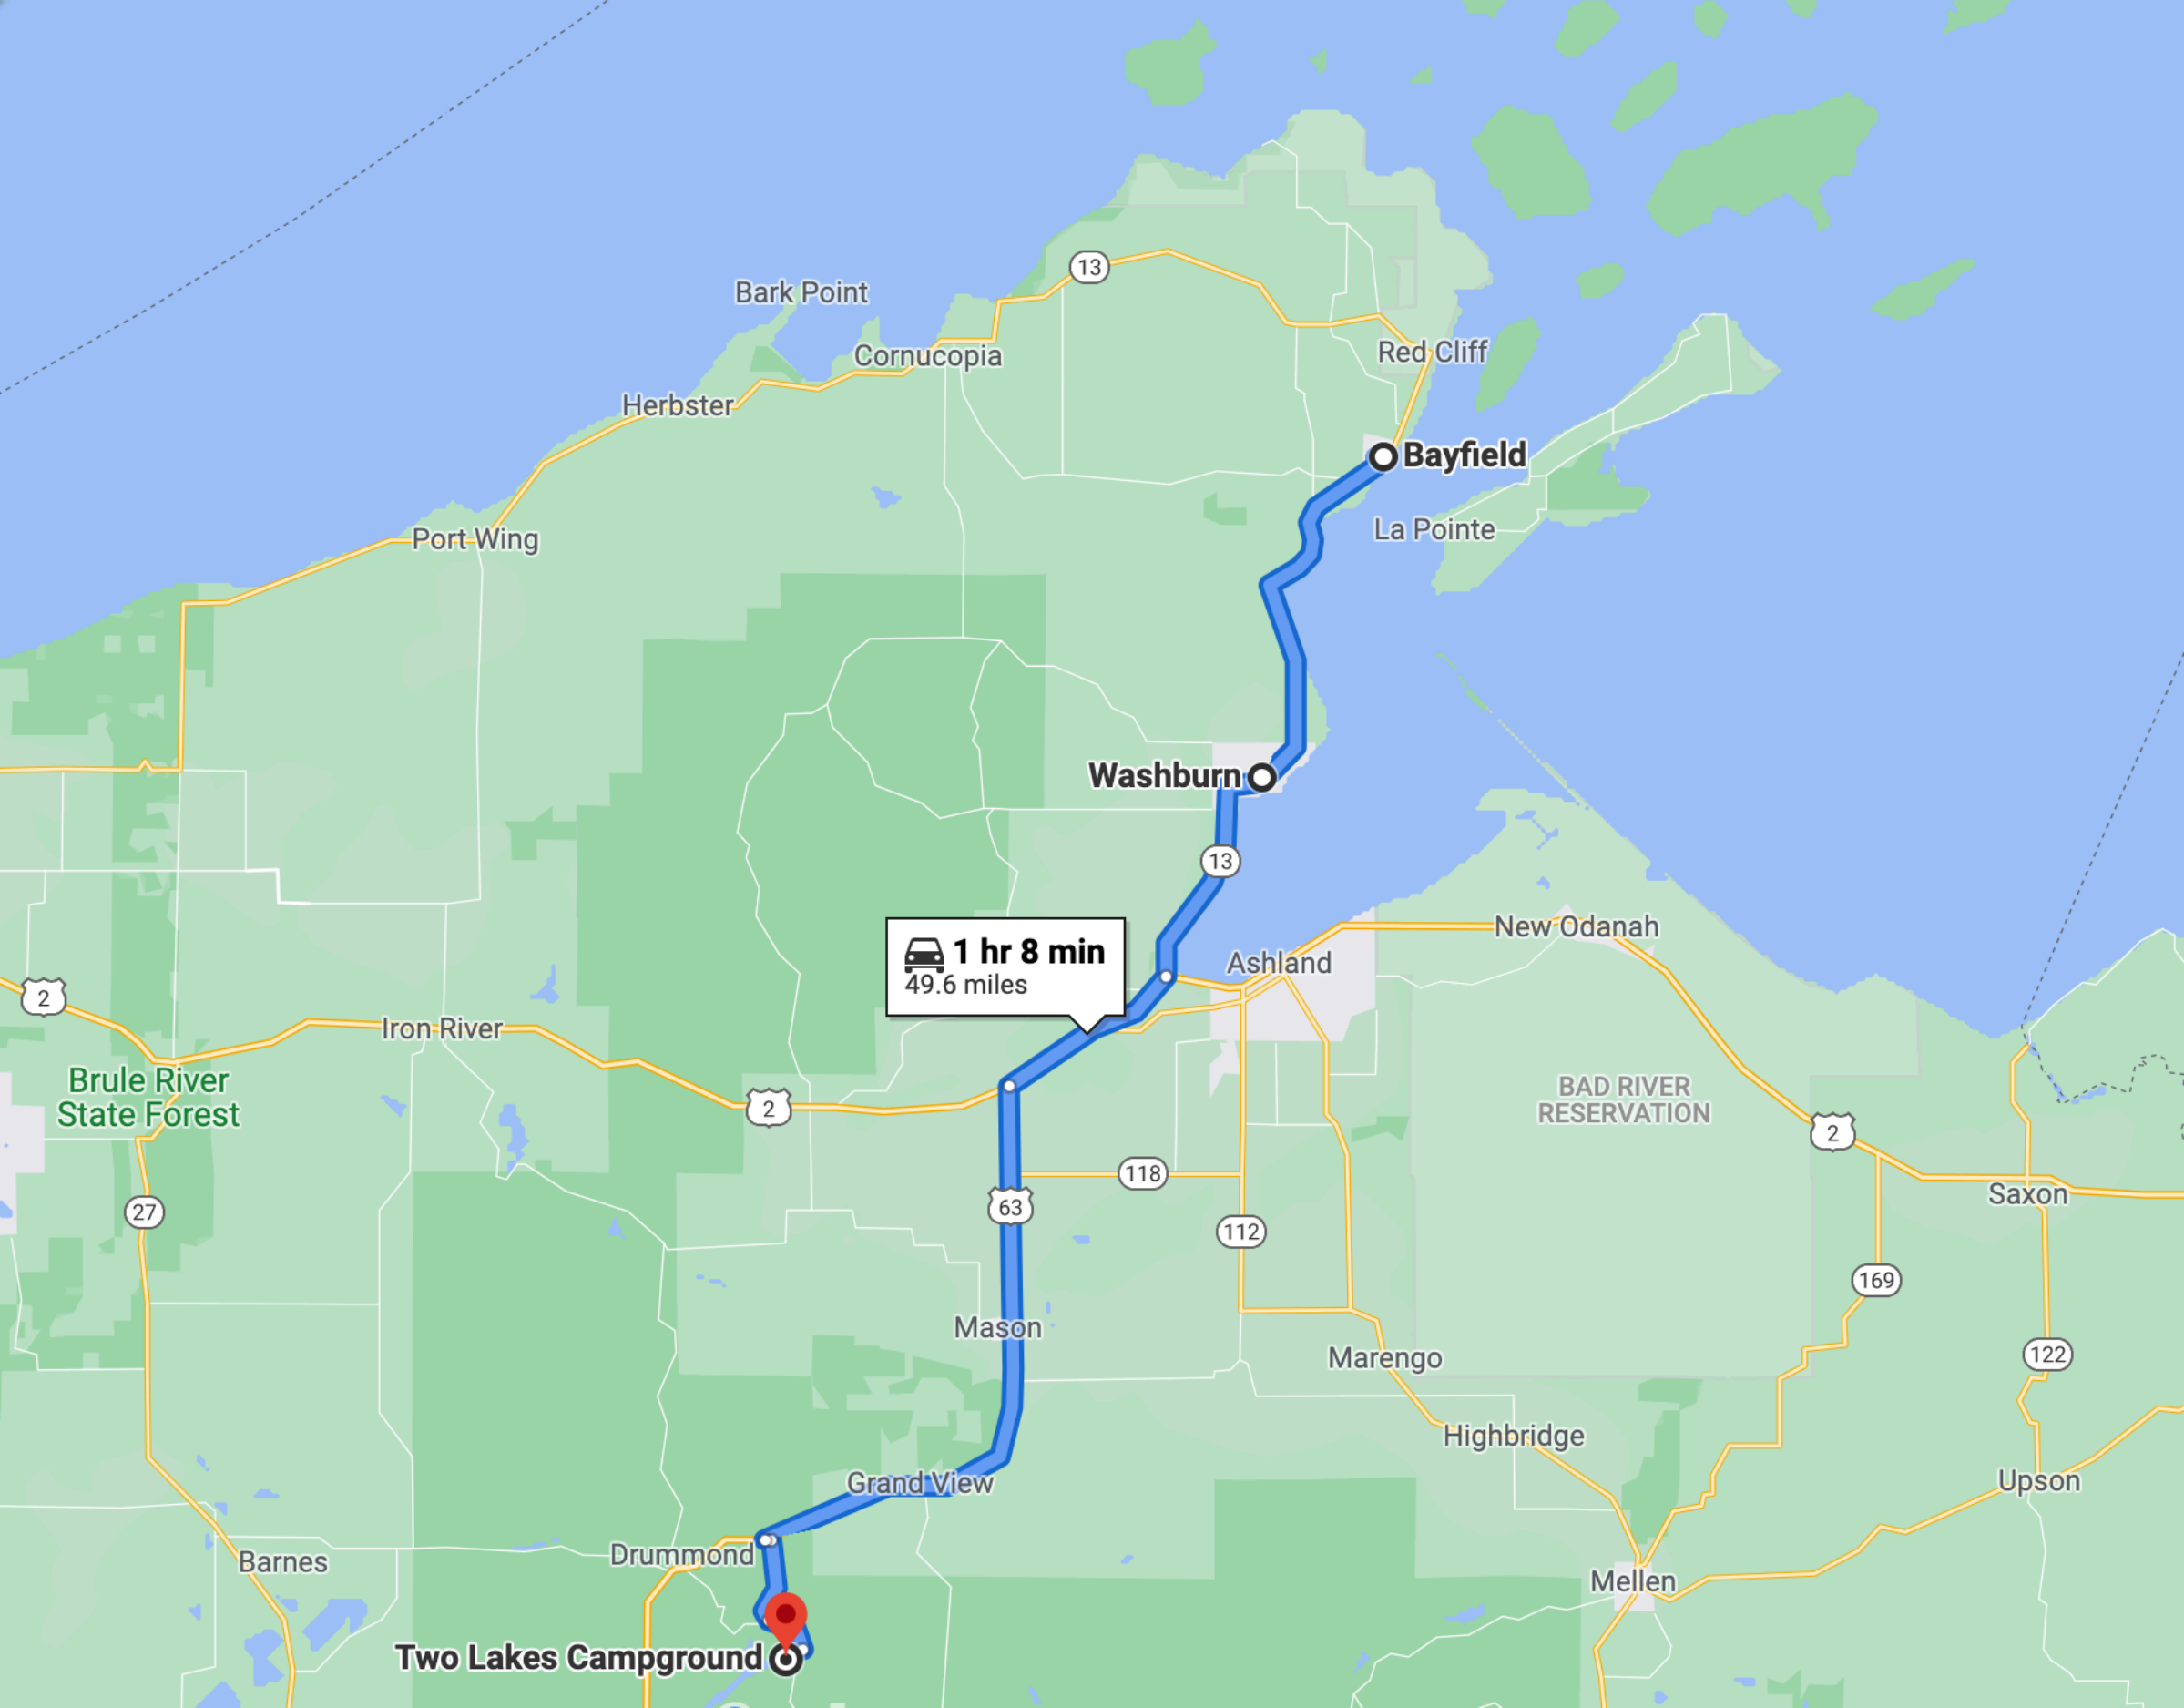 13
Bark Point
Cornucopia
Red Cliff
Herbster
Bayfield
La Pointe
Port Wing
Washburn
13
New Odanah
1 hr 8 min
49.6 miles
Ashland
2
Iron River
Brule River
State Forest
2
BAD RIVER
RESERVATION
2
118
Saxon
63
27
112
169
Mason
Marengo
122
Highbridge
Grand View
Upson
Drummond
Barnes
Mellen
Two Lakes Campground